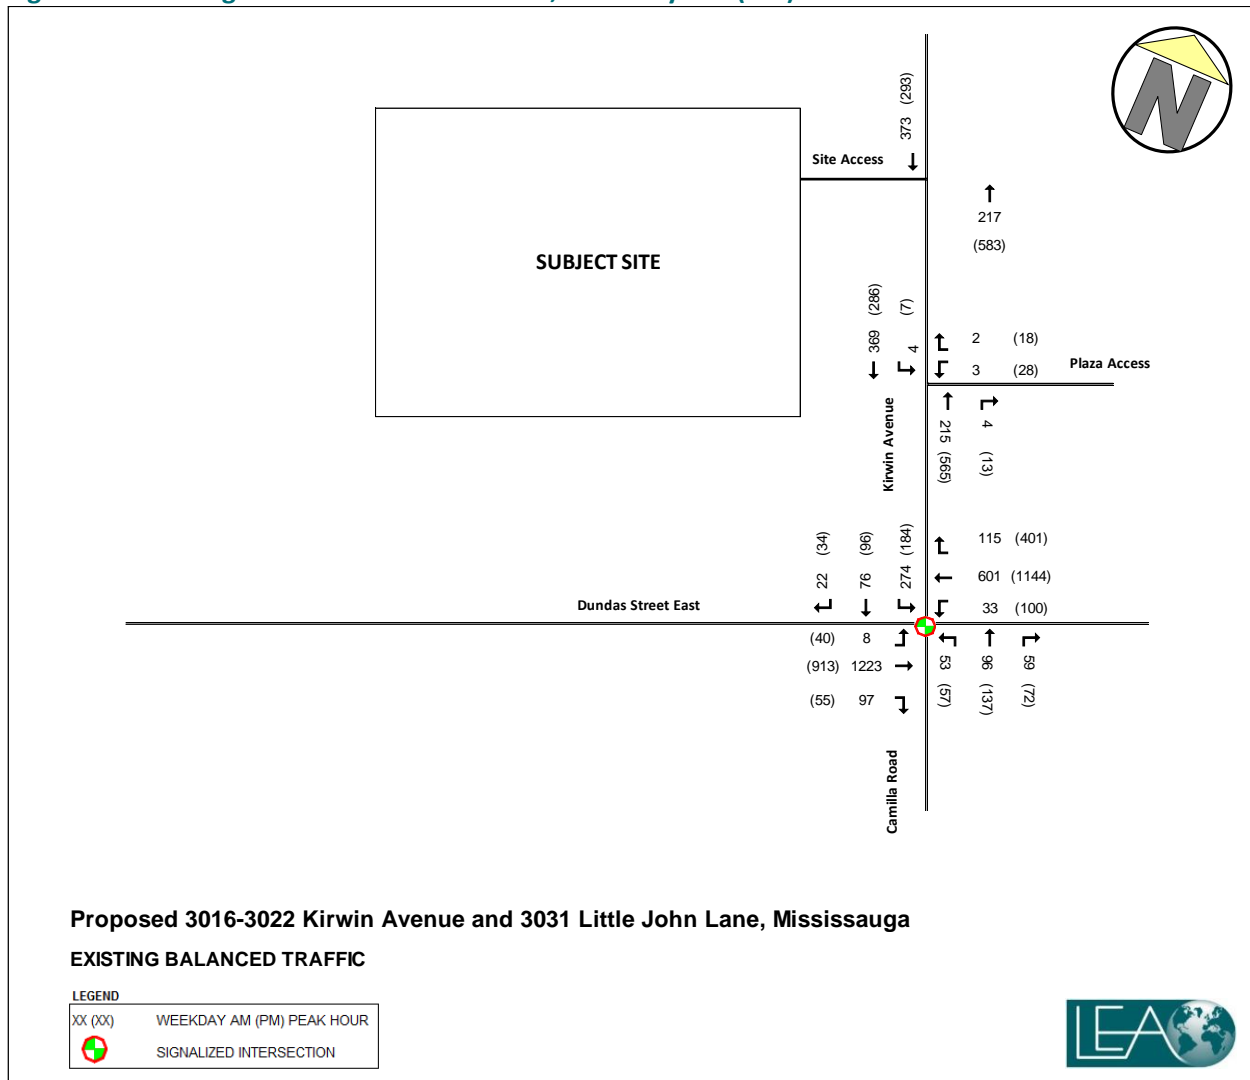 373 (293)
Site Access
217
(583)
SUBJECT SITE
369 (286)
4 (7)
2 (18)
3 (28)
Plaza Access
Kirwin Avenue
215 (565)
4 (13)
22 (34)
76 (96)
274 (184)
115 (401)
601 (1144)
33 (100)
Dundas Street East
(40) 8
(913) 1223
(55) 97
53 (57)
96 (137)
59 (72)
Camilla Road
N
Proposed 3016-3022 Kirwin Avenue and 3031 Little John Lane, Mississauga
EXISTING BALANCED TRAFFIC
LEGEND
XX (XX) WEEKDAY AM (PM) PEAK HOUR
SIGNALIZED INTERSECTION
LEA